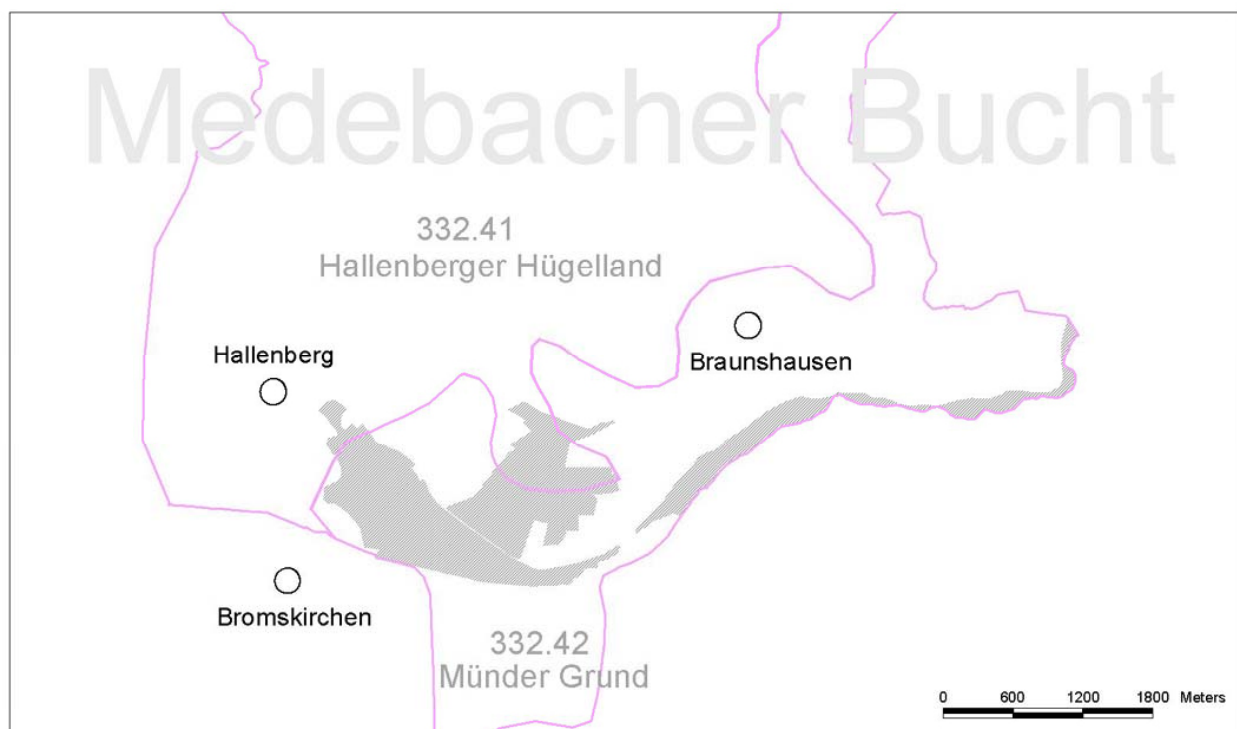 Medebacher Bucht
332.41
Hallenberger Hügelland
Hallenberg
Braunshausen
Bromskirchen
332.42
Münder Grund
0 600 1200 1800 Meters